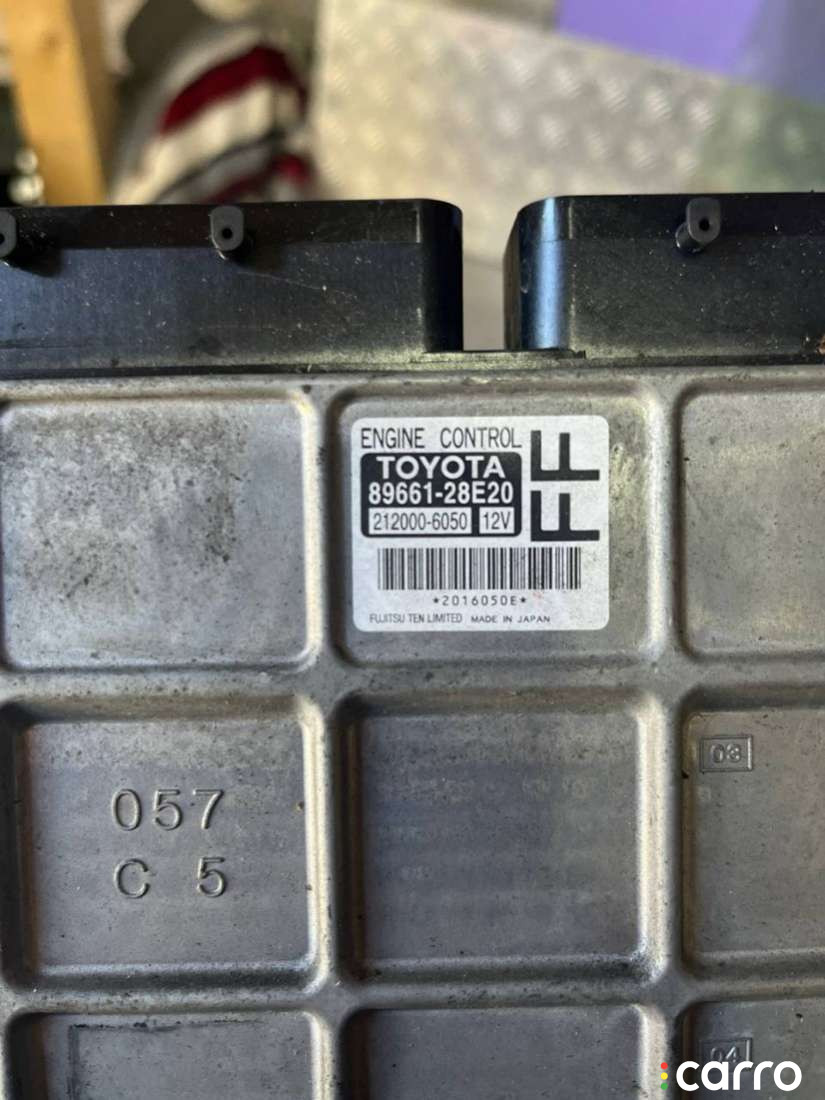 ENGINE CONTROL
TOYOTA
89661-28E20
212000-6050 12V
FF
*2016050E*
FUJITSU TEN LIMITED MADE IN JAPAN
057
C 5
03
04
carro